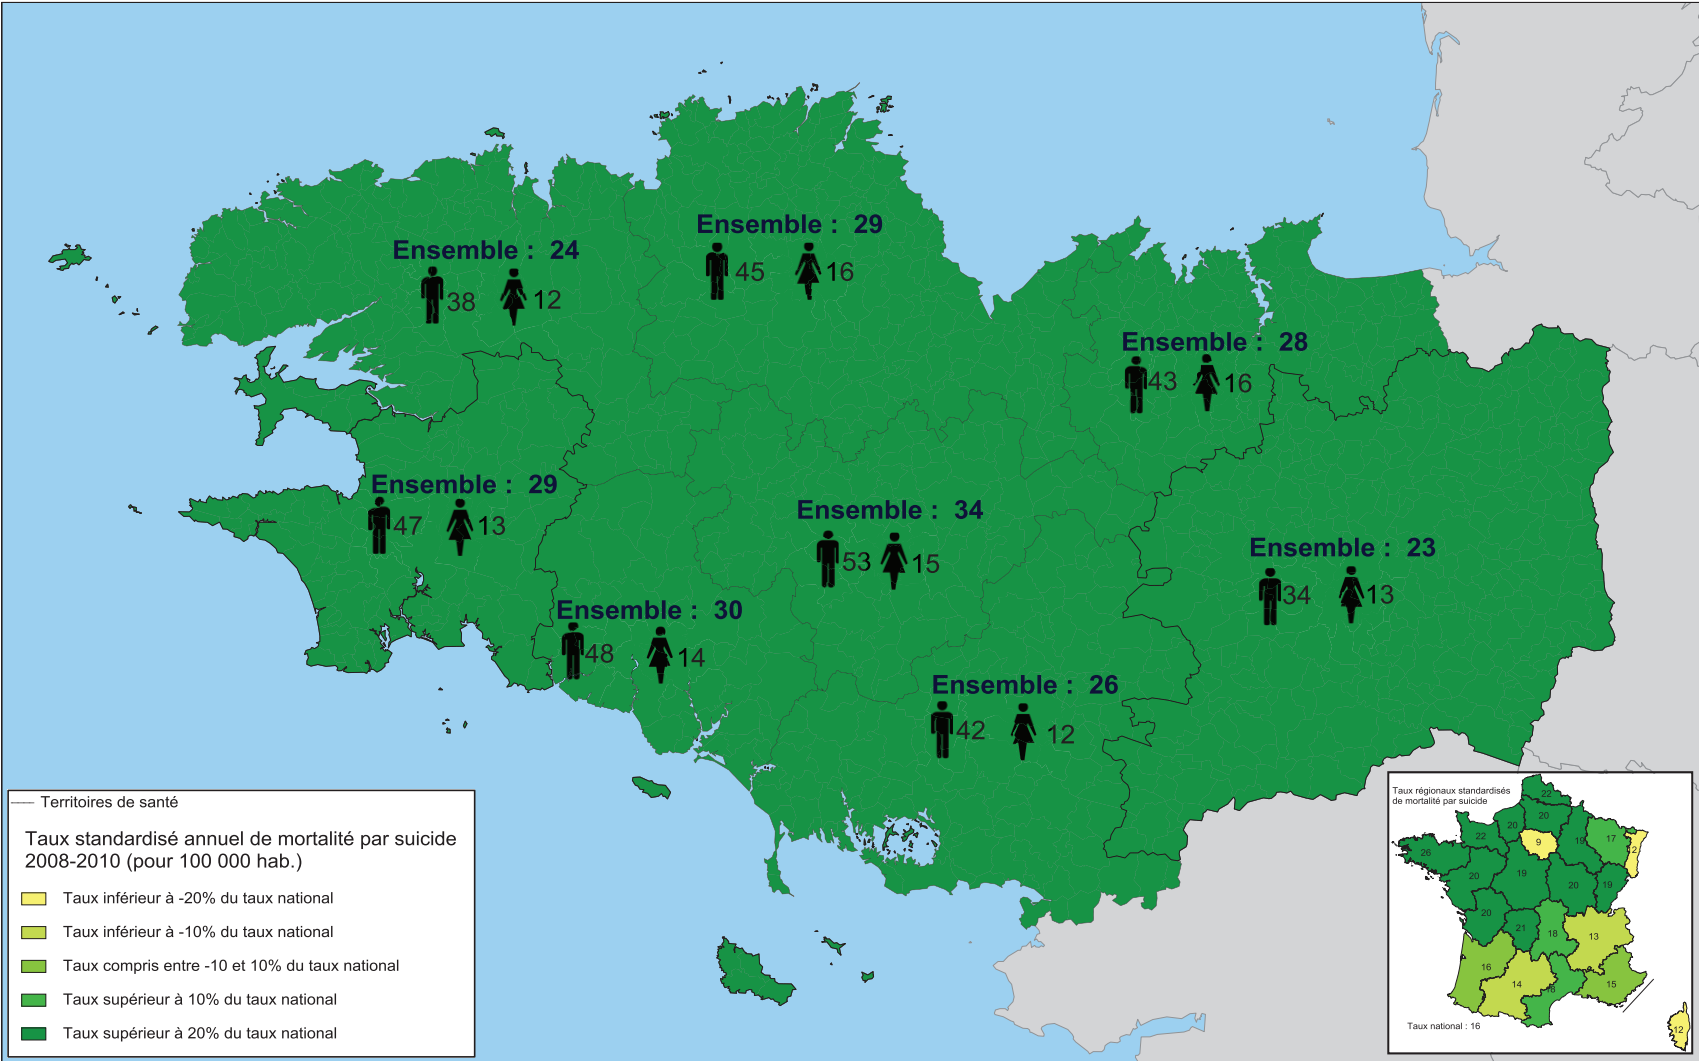 Ensemble : 29
45
16
Ensemble : 24
38
12
Ensemble : 28
43
16
Ensemble : 29
47
13
Ensemble : 34
53
15
Ensemble : 23
34
13
Ensemble : 30
48
14
Ensemble : 26
42
12
Territoires de santé
Taux standardisé annuel de mortalité par suicide
2008-2010 (pour 100 000 hab.)
Taux inférieur à -20% du taux national
Taux inférieur à -10% du taux national
Taux compris entre -10 et 10% du taux national
Taux supérieur à 10% du taux national
Taux supérieur à 20% du taux national
Taux régionaux standardisés
de mortalité par suicide
22
20
20
22
19
17
9
26
19
20
20
19
20
21
18
13
16
14
15
12
Taux national : 16